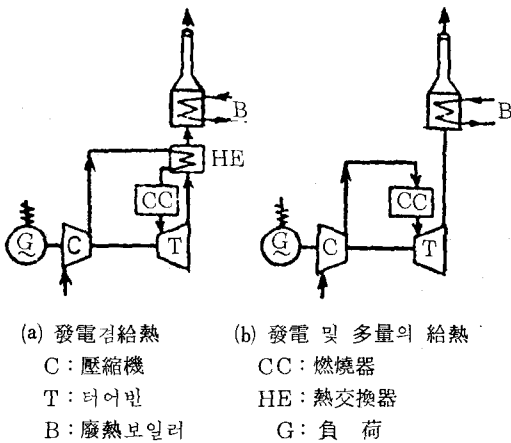 B
HE
CC
G
C
T
B
CC
G
C
T
(a) 發電겸給熱
(b) 發電 및 多量의 給熱
C : 壓縮機
CC : 燃燒器
T : 터어빈
HE : 熱交換器
B : 廢熱보일러
G : 負 荷